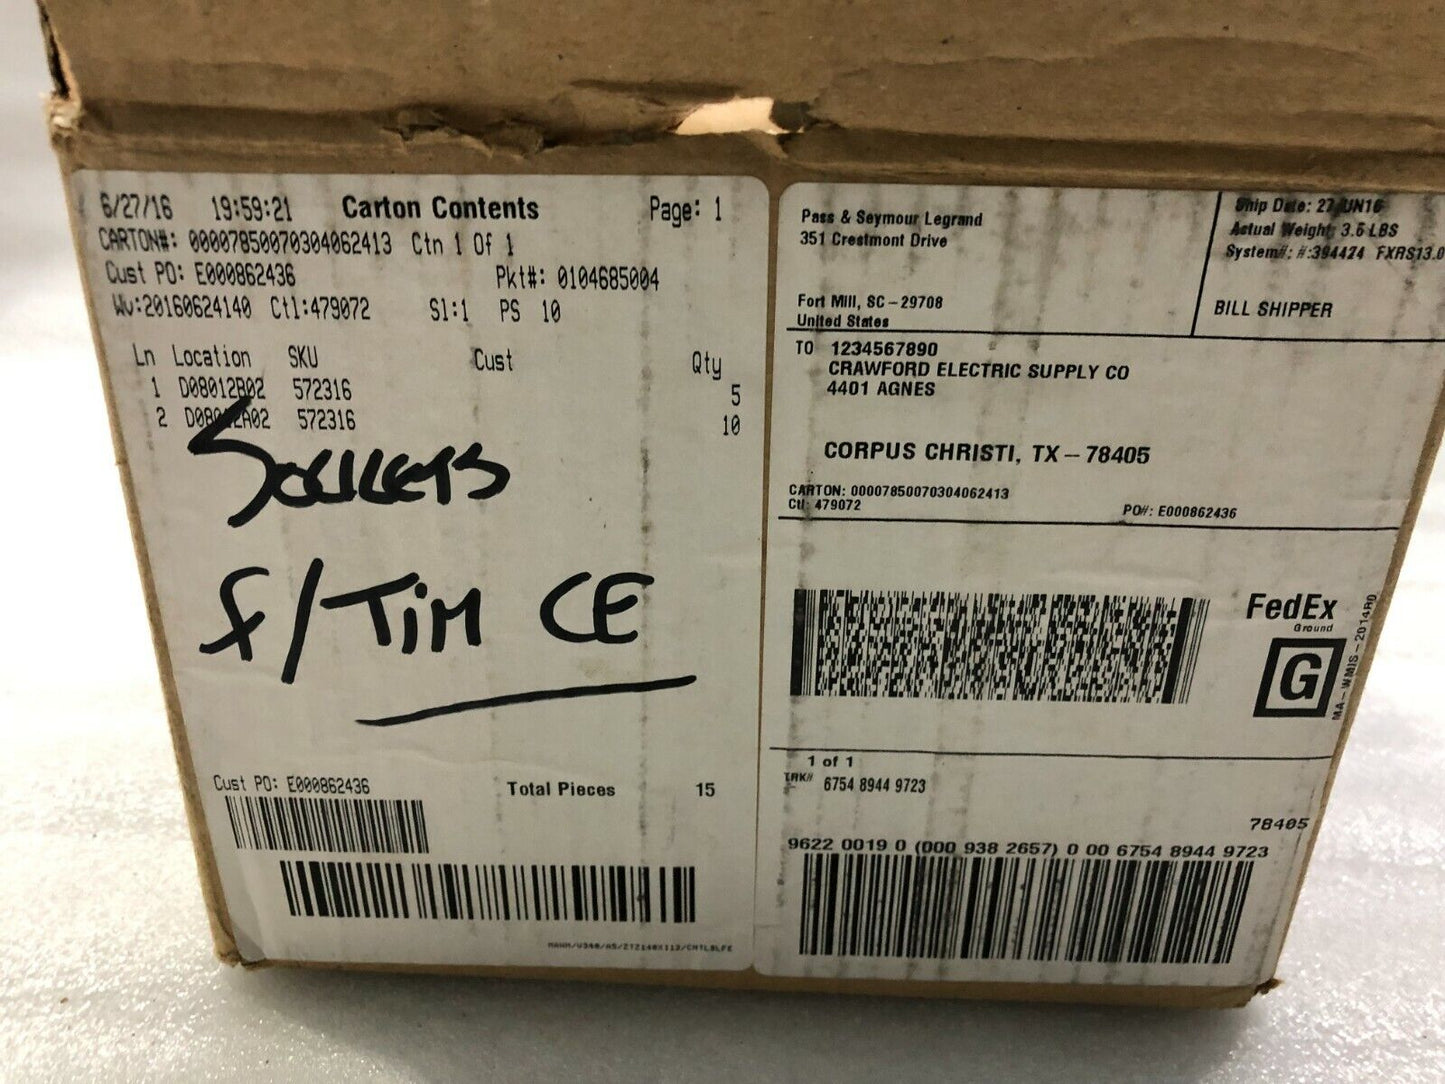 6/27/16 19:59:21 Carton Contents Page: 1
CARTON#: 00007850070304062413 Ctn 1 Of 1
Cust PO: E000862436 Pkt#: 0104685004
Wv:20160624140 Ctl:479072 Sl:1 PS 10
Ln Location SKU Cust Qty
1 D08012B02 572316 5
2 D08012A02 572316 10
Sockets
f/Tim CE
Cust PO: E000862436 Total Pieces 15
Pass & Seymour Legrand
351 Crestmont Drive
Fort Mill, SC-29708
United States
Ship Date: 27JUN16
Actual Weight: 3.6 LBS
System#: #:394424 FXRS13.0
BILL SHIPPER
TO 1234567890
CRAWFORD ELECTRIC SUPPLY CO
4401 AGNES
CORPUS CHRISTI, TX-78405
CARTON: 00007850070304062413
Ctl: 479072 PO#: E000862436
FedEx
Ground
G
MA-WMIS-2014R0
1 of 1
TRK# 6754 8944 9723
78405
9622 0019 0 (000 938 2657) 0 00 6754 8944 9723